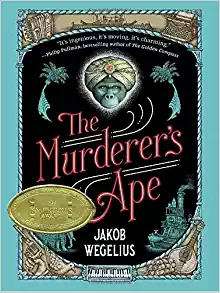 "It's ingenious, it's moving, it's charming."
—Philip Pullman, bestselling author of The Golden Compass
The
Murderer's
Ape
JAKOB
WEGELIUS